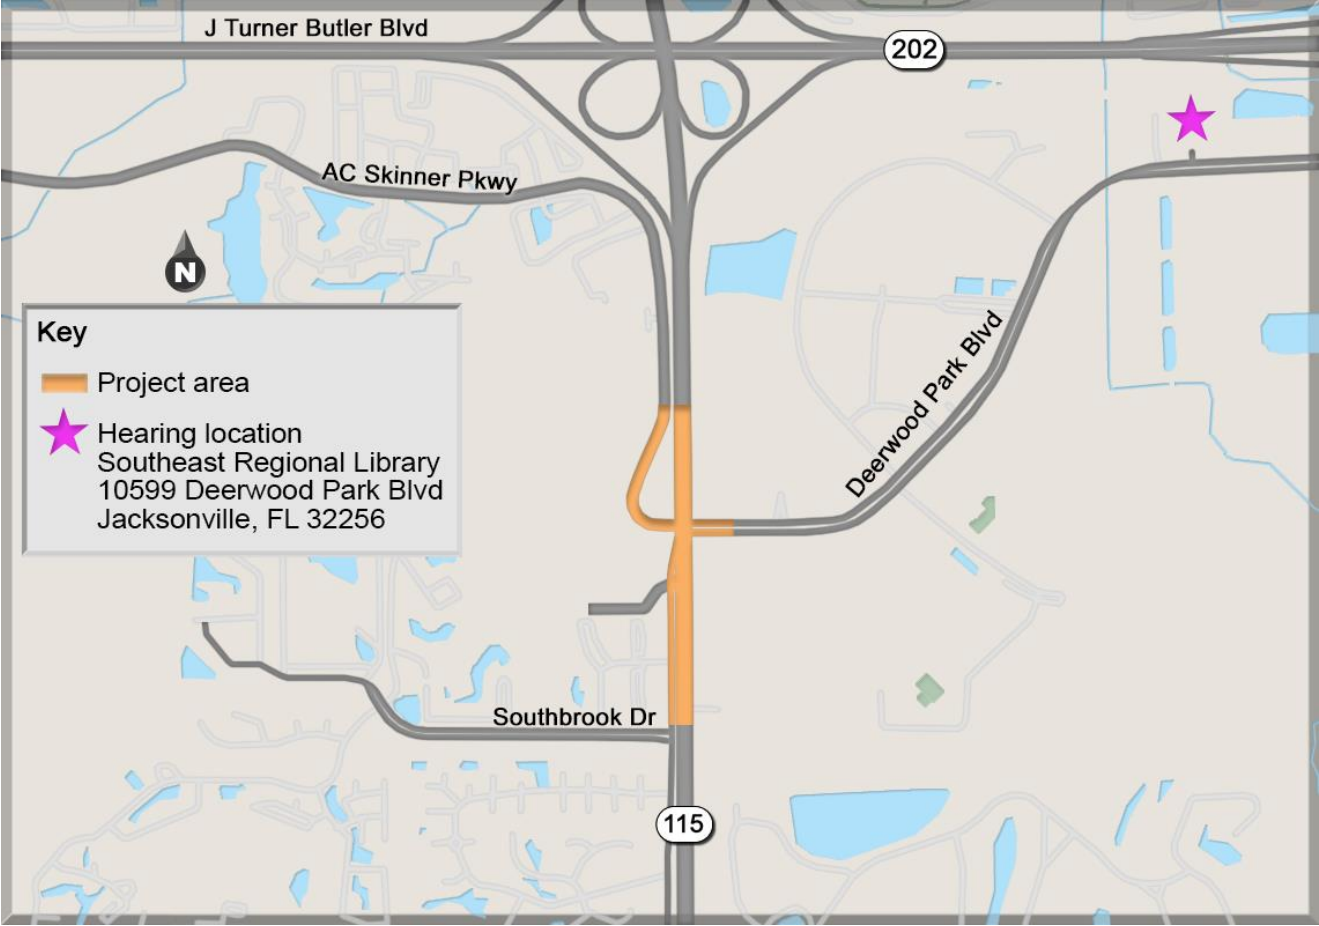 J Turner Butler Blvd
202
AC Skinner Pkwy
N
Key
Project area
Hearing location
Southeast Regional Library
10599 Deerwood Park Blvd
Jacksonville, FL 32256
Deerwood Park Blvd
Southbrook Dr
115